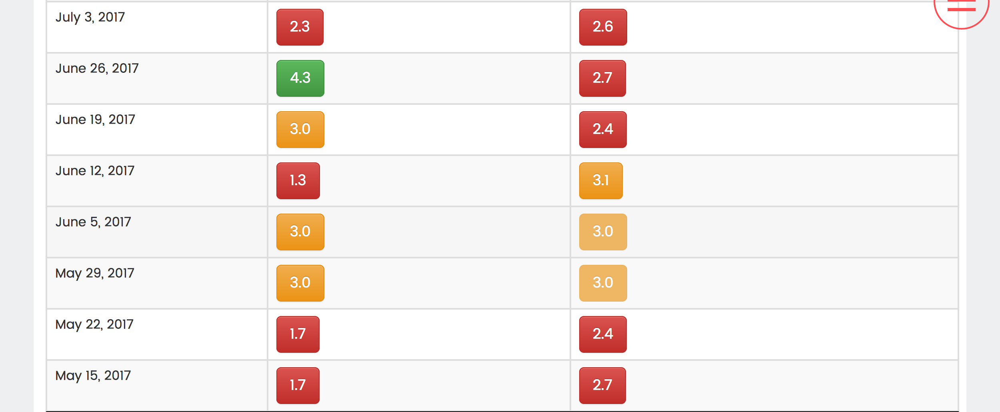 July 3, 2017 2.3 2.6
June 26, 2017 4.3 2.7
June 19, 2017 3.0 2.4
June 12, 2017 1.3 3.1
June 5, 2017 3.0 3.0
May 29, 2017 3.0 3.0
May 22, 2017 1.7 2.4
May 15, 2017 1.7 2.7